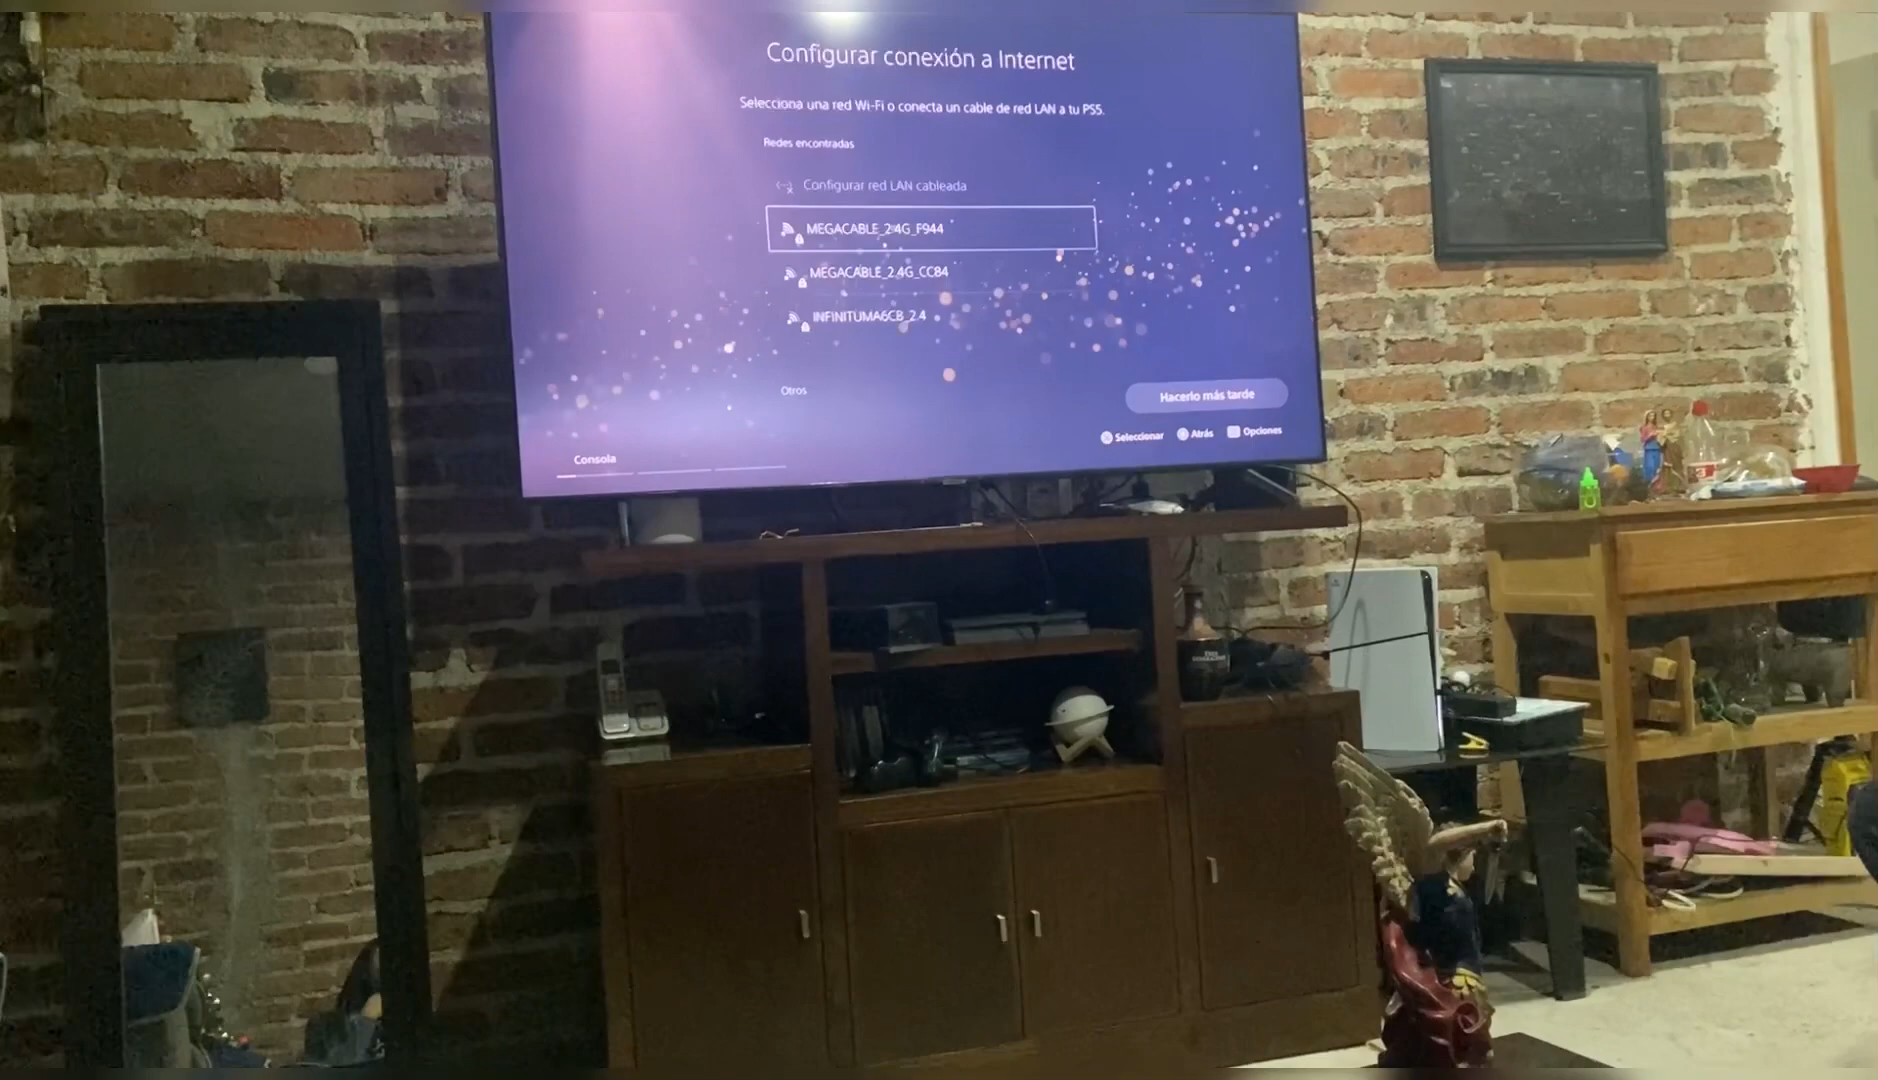 Configurar conexión a Internet
Selecciona una red Wi-Fi o conecta un cable de red LAN a tu PS5.
Redes encontradas
Configurar red LAN cableada
MEGACABLE_2.4G_F944
MEGACABLE_2.4G_CC84
INFINITUMA6CB_2.4
Otros
Hacerlo más tarde
Seleccionar
Atrás
Opciones
Consola